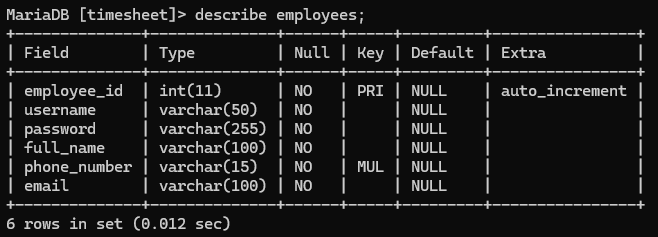 MariaDB [timesheet]> describe employees;
+--------------+--------------+------+-----+---------+----------------+
| Field        | Type         | Null | Key | Default | Extra          |
+--------------+--------------+------+-----+---------+----------------+
| employee_id  | int(11)      | NO   | PRI | NULL    | auto_increment |
| username     | varchar(50)  | NO   |     | NULL    |                |
| password     | varchar(255) | NO   |     | NULL    |                |
| full_name    | varchar(100) | NO   |     | NULL    |                |
| phone_number | varchar(15)  | NO   | MUL | NULL    |                |
| email        | varchar(100) | NO   |     | NULL    |                |
+--------------+--------------+------+-----+---------+----------------+
6 rows in set (0.012 sec)